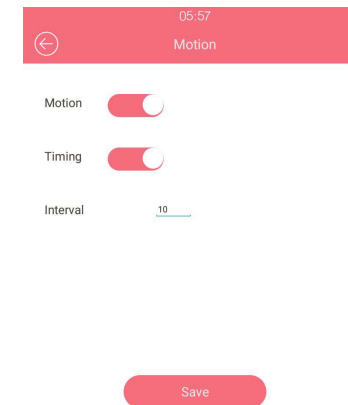 05:57
Motion
Motion
Timing
Interval 10
Save